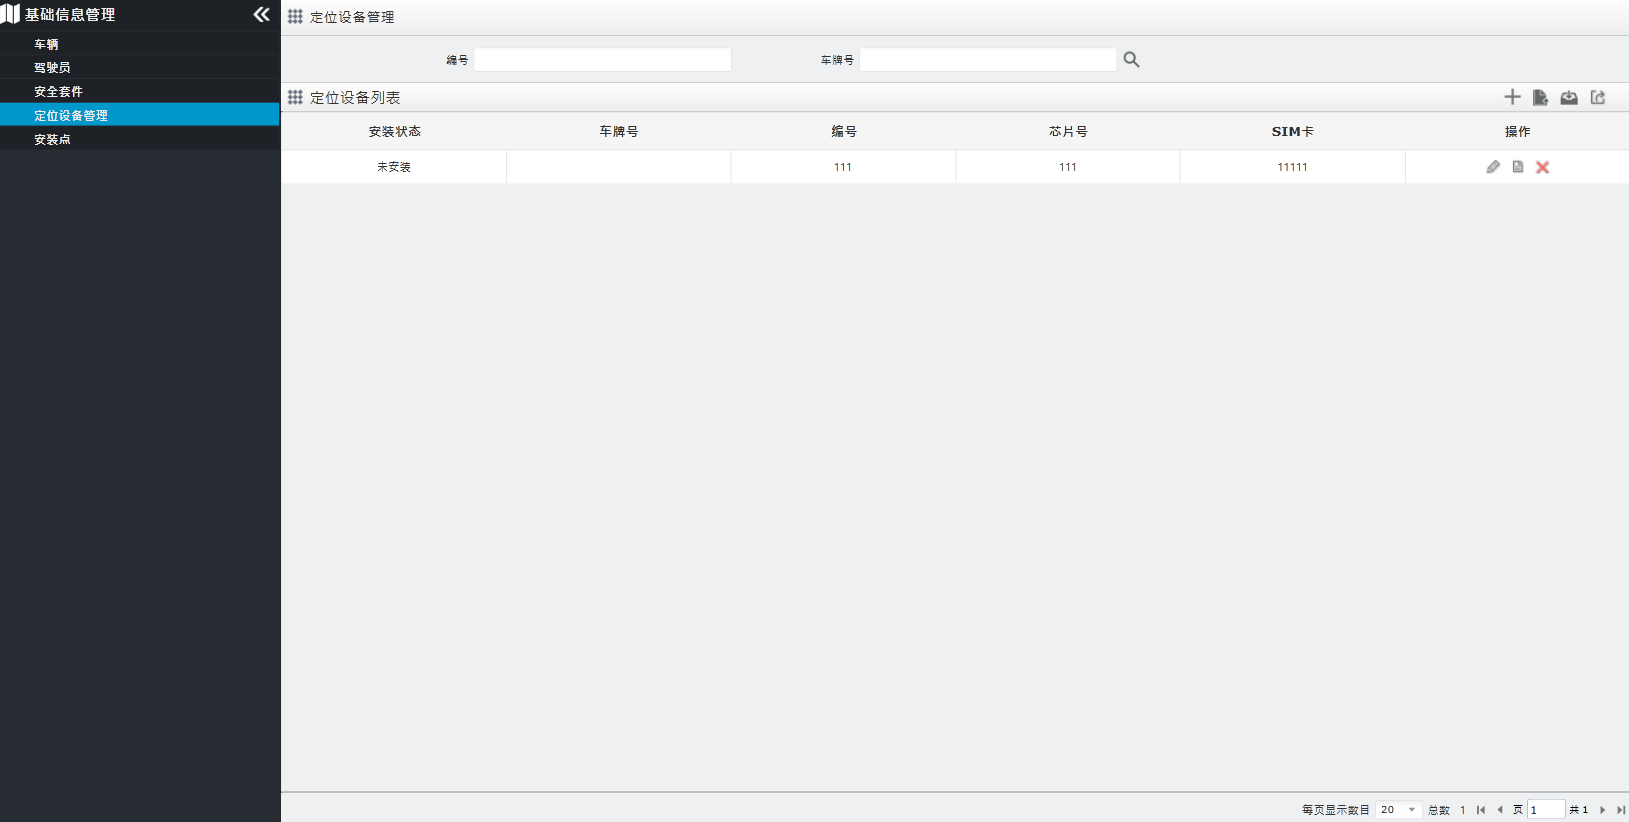 基础信息管理
车辆
驾驶员
安全套件
定位设备管理
安装点
定位设备管理
编号 车牌号
定位设备列表
安装状态 车牌号 编号 芯片号 SIM卡 操作
未安装 111 111 11111
每页显示数目 20 总数 1 页 1 共 1